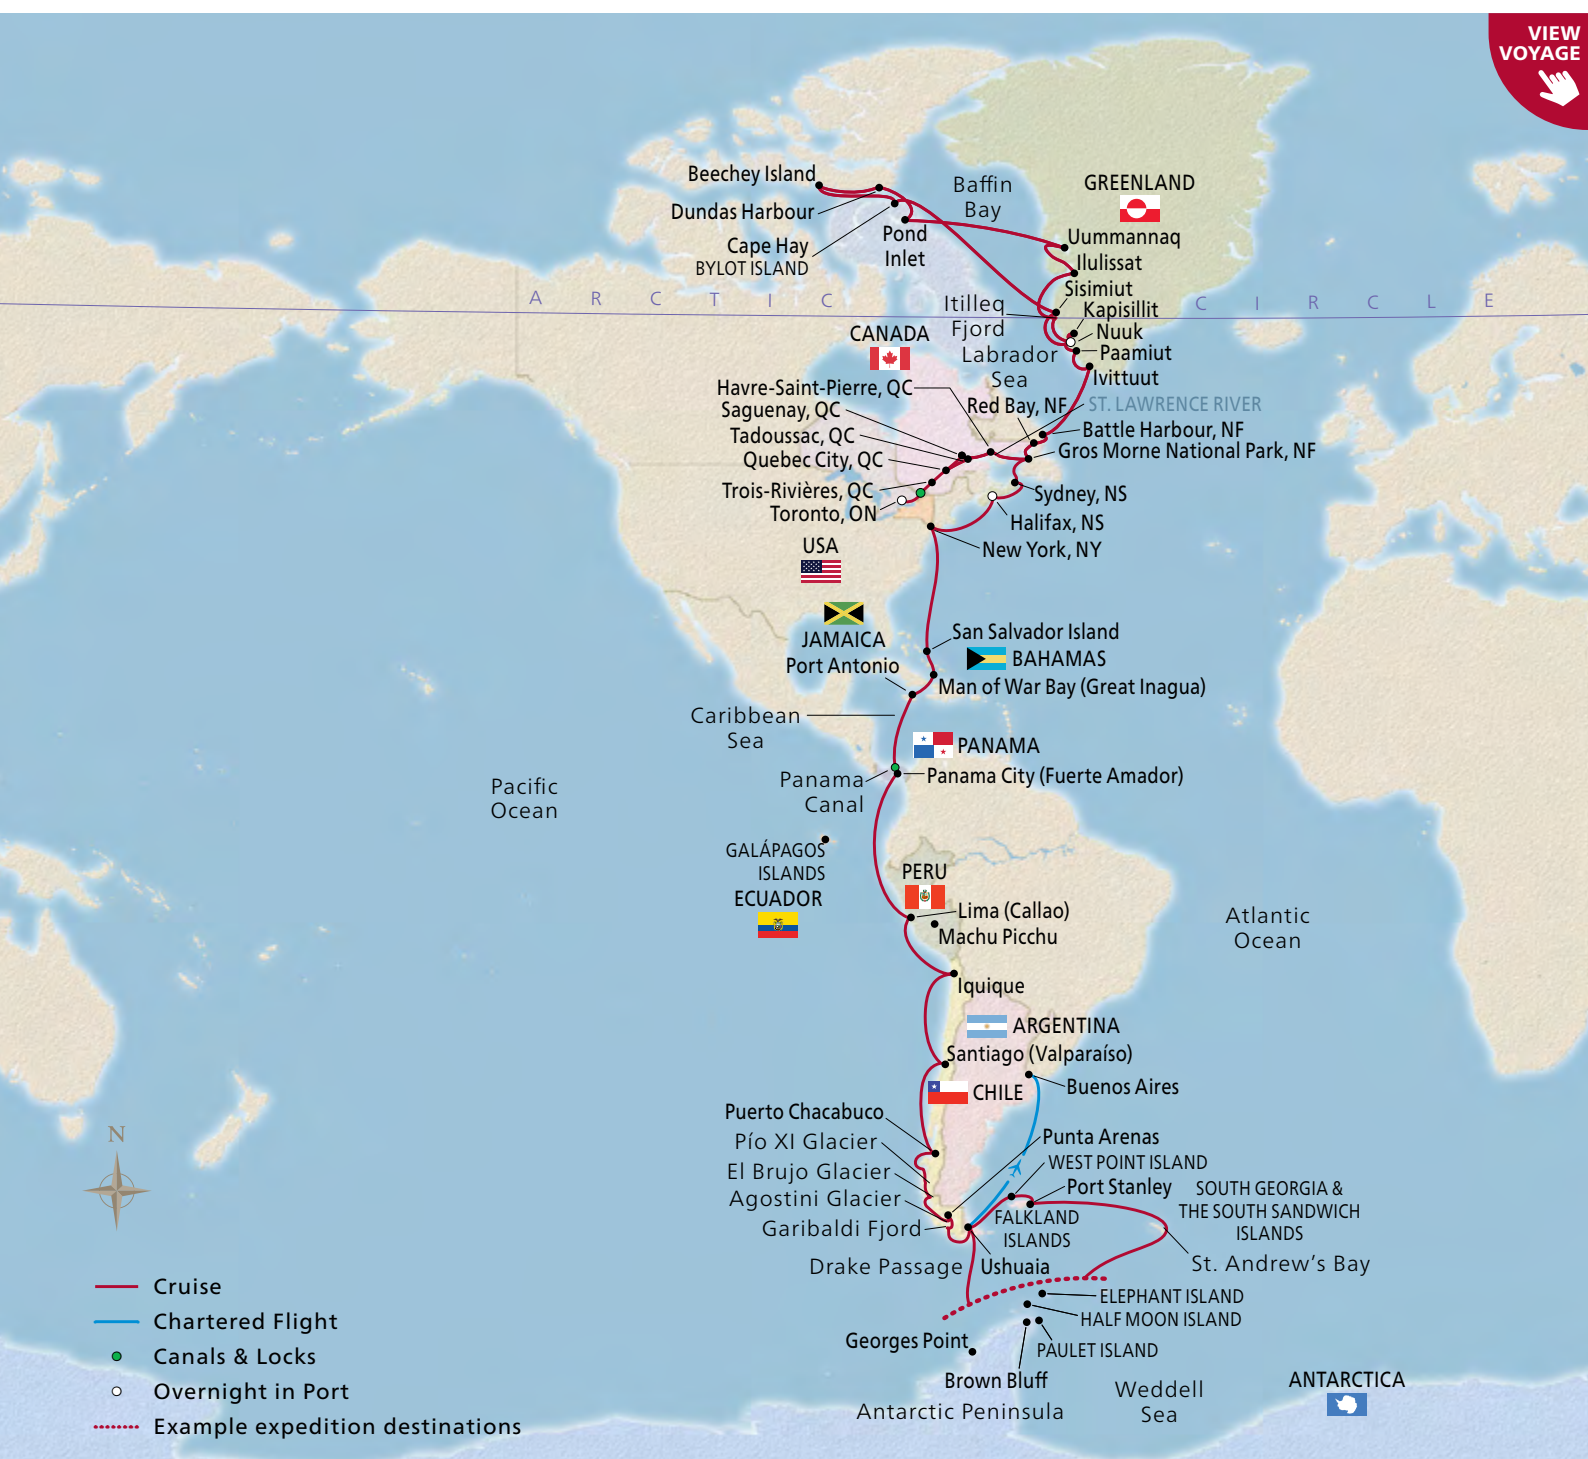 VIEW
VOYAGE
Beechey Island
Dundas Harbour
Cape Hay
BYLOT ISLAND
Pond
Inlet
Baffin
Bay
GREENLAND
Uummannaq
Ilulissat
Sisimiut
ARCTIC CIRCLE
Itilleq
Fjord
Kapisillit
Nuuk
Paamiut
Ivittuut
CANADA
Labrador
Sea
Havre-Saint-Pierre, QC
Saguenay, QC
Tadoussac, QC
Quebec City, QC
Trois-Rivières, QC
Toronto, ON
Red Bay, NF
ST. LAWRENCE RIVER
Battle Harbour, NF
Gros Morne National Park, NF
Sydney, NS
Halifax, NS
New York, NY
USA
JAMAICA
Port Antonio
San Salvador Island
BAHAMAS
Man of War Bay (Great Inagua)
Caribbean
Sea
PANAMA
Panama City (Fuerte Amador)
Panama
Canal
Pacific
Ocean
GALÁPAGOS
ISLANDS
ECUADOR
PERU
Lima (Callao)
Machu Picchu
Atlantic
Ocean
Iquique
ARGENTINA
Santiago (Valparaíso)
CHILE
Buenos Aires
Puerto Chacabuco
Pío XI Glacier
El Brujo Glacier
Agostini Glacier
Garibaldi Fjord
Punta Arenas
WEST POINT ISLAND
Port Stanley
FALKLAND
ISLANDS
SOUTH GEORGIA &
THE SOUTH SANDWICH
ISLANDS
St. Andrew's Bay
Drake Passage
Ushuaia
ELEPHANT ISLAND
HALF MOON ISLAND
PAULET ISLAND
Georges Point
Brown Bluff
Antarctic Peninsula
Weddell
Sea
ANTARCTICA
N
Cruise
Chartered Flight
Canals & Locks
Overnight in Port
Example expedition destinations